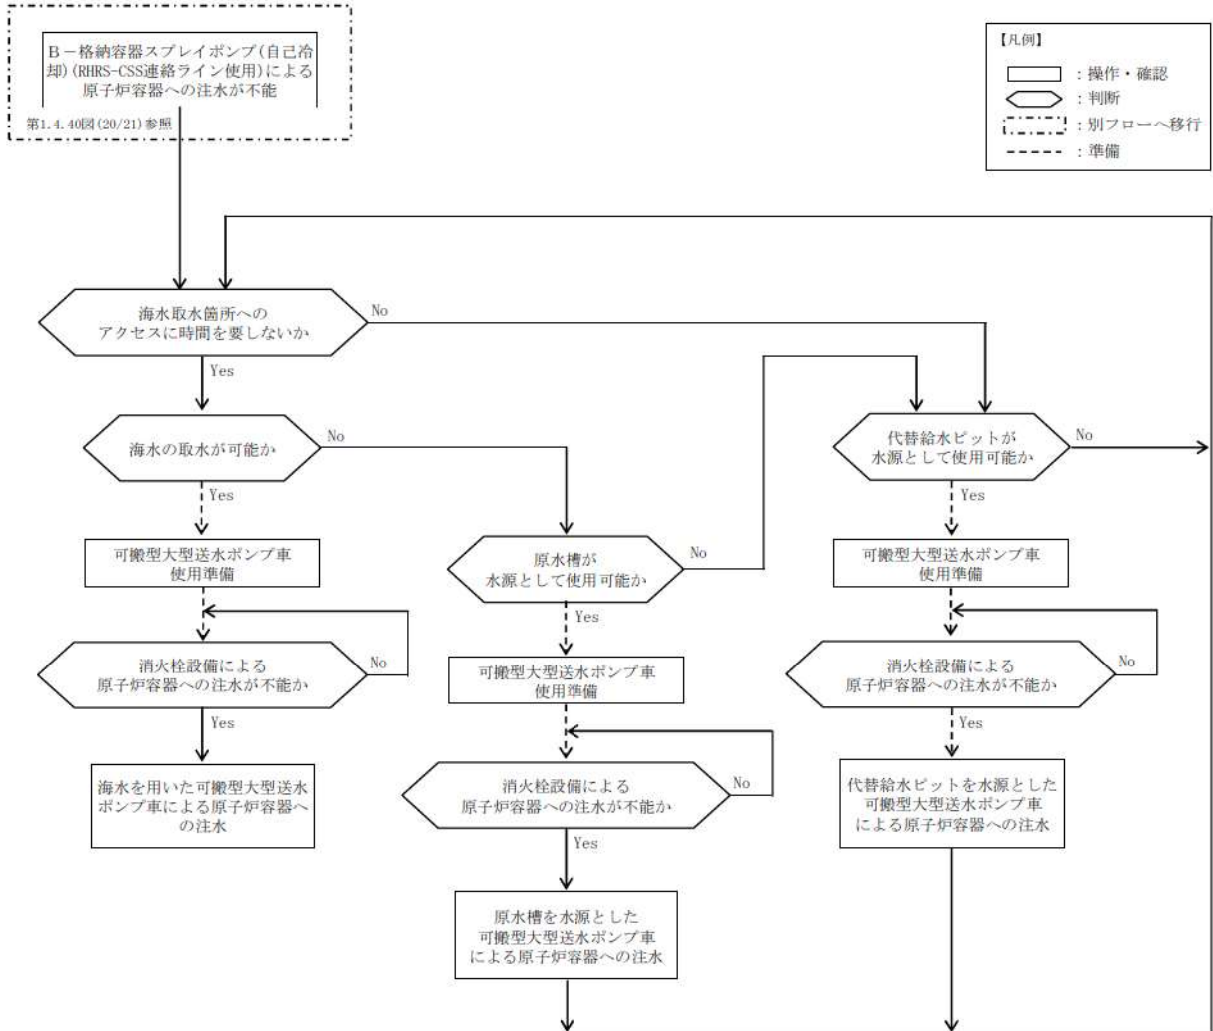 B－格納容器スプレイポンプ(自己冷
却)(RHRS-CSS連絡ライン使用)による
原子炉容器への注水が不能
第1.4.40図(20/21)参照
【凡例】
：操作・確認
：判断
：別フローへ移行
：準備
海水取水箇所への
アクセスに時間を要しないか
No
Yes
海水の取水が可能か
No
Yes
可搬型大型送水ポンプ車
使用準備
消火栓設備による
原子炉容器への注水が不能か
No
Yes
海水を用いた可搬型大型送水
ポンプ車による原子炉容器へ
の注水
原水槽が
水源として使用可能か
No
Yes
可搬型大型送水ポンプ車
使用準備
消火栓設備による
原子炉容器への注水が不能か
No
Yes
原水槽を水源とした
可搬型大型送水ポンプ車
による原子炉容器への注水
代替給水ピットが
水源として使用可能か
No
Yes
可搬型大型送水ポンプ車
使用準備
消火栓設備による
原子炉容器への注水が不能か
No
Yes
代替給水ピットを水源とした
可搬型大型送水ポンプ車
による原子炉容器への注水